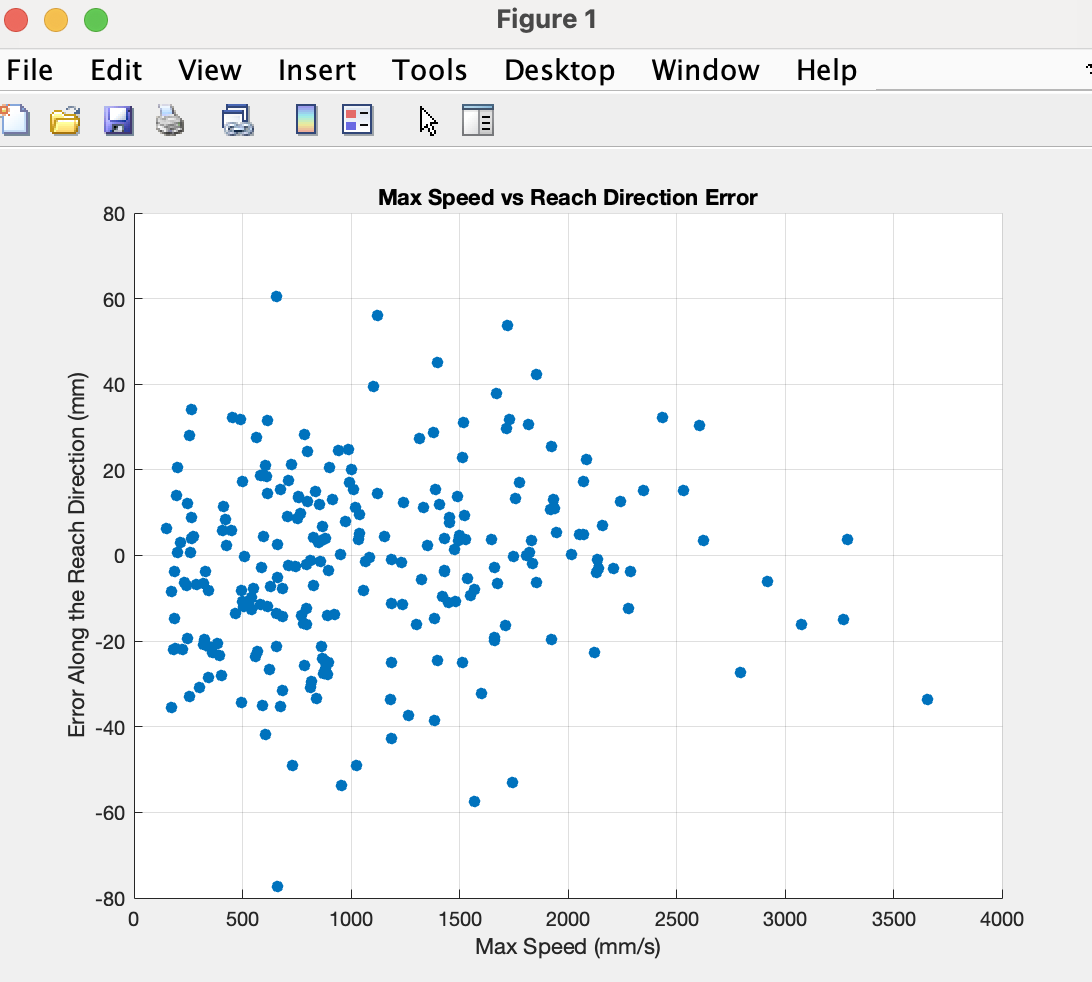 Figure 1
File Edit View Insert Tools Desktop Window Help
Max Speed vs Reach Direction Error
80
60
40
20
0
-20
-40
-60
-80
Error Along the Reach Direction (mm)
0 500 1000 1500 2000 2500 3000 3500 4000
Max Speed (mm/s)